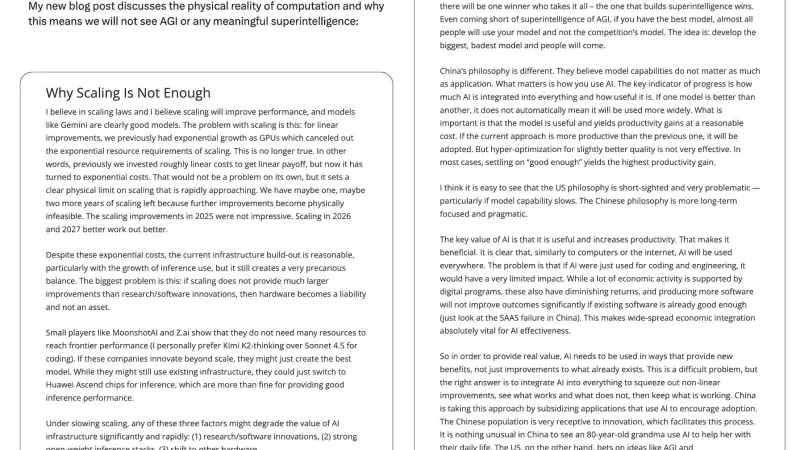 My new blog post discusses the physical reality of computation and why
this means we will not see AGI or any meaningful superintelligence:
Why Scaling Is Not Enough
I believe in scaling laws and I believe scaling will improve performance, and models
like Gemini are clearly good models. The problem with scaling is this: for linear
improvements, we previously had exponential growth as GPUs which canceled out
the exponential resource requirements of scaling. This is no longer true. In other
words, previously we invested roughly linear costs to get linear payoff, but now it has
turned to exponential costs. That would not be a problem on its own, but it sets a
clear physical limit on scaling that is rapidly approaching. We have maybe one, maybe
two more years of scaling left because further improvements become physically
infeasible. The scaling improvements in 2025 were not impressive. Scaling in 2026
and 2027 better work out better.
Despite these exponential costs, the current infrastructure build-out is reasonable,
particularly with the growth of inference use, but it still creates a very precarious
balance. The biggest problem is this: if scaling does not provide much larger
improvements than research/software innovations, then hardware becomes a liability
and not an asset.
Small players like MoonshotAI and Z.ai show that they do not need many resources to
reach frontier performance (I personally prefer Kimi K2-thinking over Sonnet 4.5 for
coding). If these companies innovate beyond scale, they might just create the best
model. While they might still use existing infrastructure, they could just switch to
Huawei Ascend chips for inference, which are more than fine for providing good
inference performance.
Under slowing scaling, any of these three factors might degrade the value of AI
infrastructure significantly and rapidly: (1) research/software innovations, (2) strong
open-weight inference stacks, (3) shift to other hardware.
there will be one winner who takes it all – the one that builds superintelligence wins.
Even coming short of superintelligence of AGI, if you have the best model, almost all
people will use your model and not the competition's model. The idea is: develop the
biggest, badest model and people will come.
China's philosophy is different. They believe model capabilities do not matter as much
as application. What matters is how you use AI. The key indicator of progress is how
much AI is integrated into everything and how useful it is. If one model is better than
another, it does not automatically mean it will be used more widely. What is
important is that the model is useful and yields productivity gains at a reasonable
cost. If the current approach is more productive than the previous one, it will be
adopted. But hyper-optimization for slightly better quality is not very effective. In
most cases, settling on "good enough" yields the highest productivity gain.
I think it is easy to see that the US philosophy is short-sighted and very problematic —
particularly if model capability slows. The Chinese philosophy is more long-term
focused and pragmatic.
The key value of AI is that it is useful and increases productivity. That makes it
beneficial. It is clear that, similarly to computers or the internet, AI will be used
everywhere. The problem is that if AI were just used for coding and engineering, it
would have a very limited impact. While a lot of economic activity is supported by
digital programs, these also have diminishing returns, and producing more software
will not improve outcomes significantly if existing software is already good enough
(just look at the SAAS failure in China). This makes wide-spread economic integration
absolutely vital for AI effectiveness.
So in order to provide real value, AI needs to be used in ways that provide new
benefits, not just improvements to what already exists. This is a difficult problem, but
the right answer is to integrate AI into everything to squeeze out non-linear
improvements, see what works and what does not, then keep what is working. China
is taking this approach by subsidizing applications that use AI to encourage adoption.
The Chinese population is very receptive to innovation, which facilitates this process.
It is nothing unusual in China to see an 80-year-old grandma use AI to help her with
their daily life. The US, on the other hand, bets on ideas like AGI and